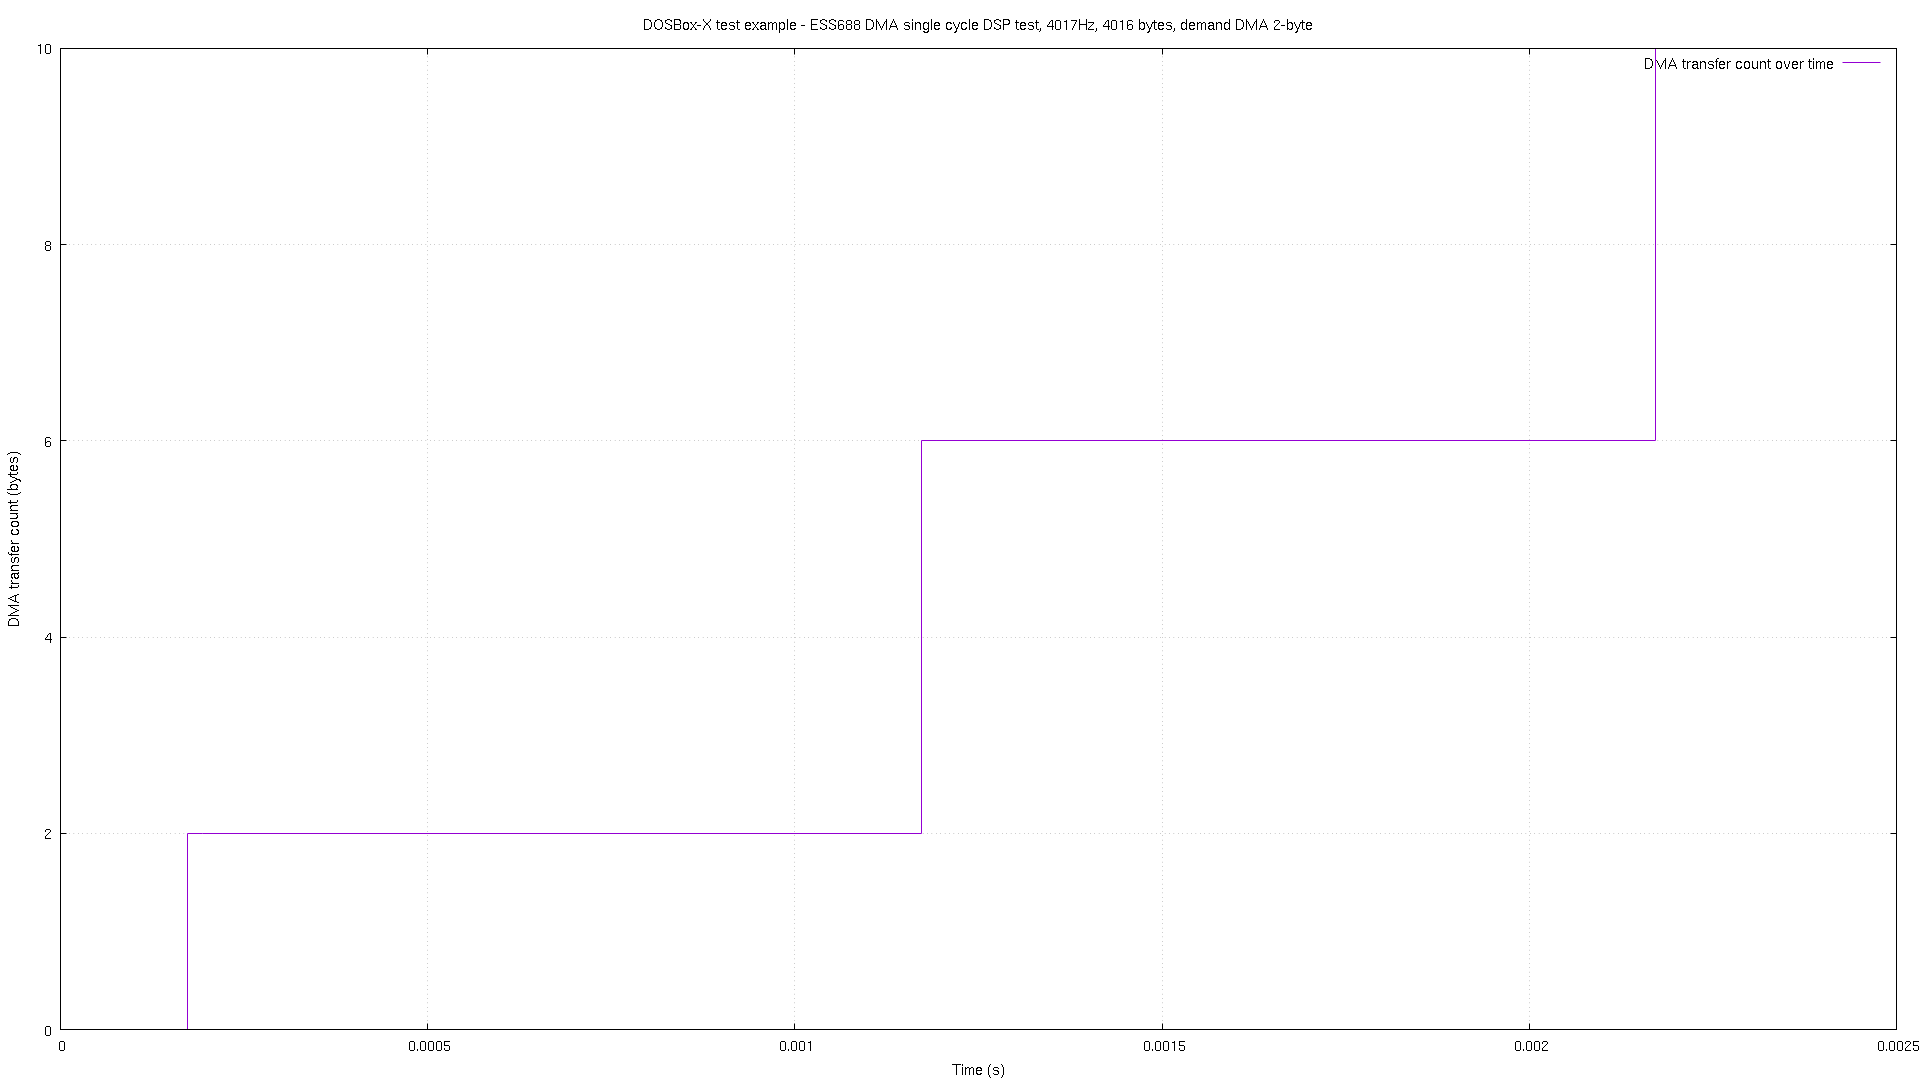 DOSBox-X test example - ESS688 DMA single cycle DSP test, 4017Hz, 4016 bytes, demand DMA 2-byte
DMA transfer count over time
10
8
6
4
2
0
DMA transfer count (bytes)
0 0.0005 0.001 0.0015 0.002 0.0025
Time (s)